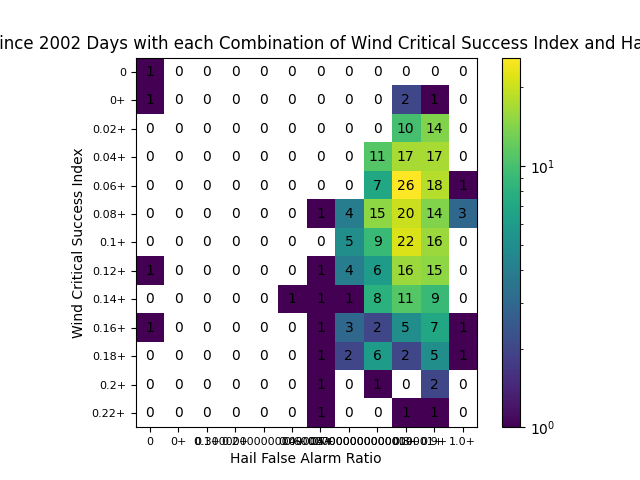 ince 2002 Days with each Combination of Wind Critical Success Index and Ha
0 1 0 0 0 0 0 0 0 0 0 0 0
0+ 1 0 0 0 0 0 0 0 0 2 1 0
0.02+ 0 0 0 0 0 0 0 0 0 10 14 0
0.04+ 0 0 0 0 0 0 0 0 11 17 17 0
0.06+ 0 0 0 0 0 0 0 0 7 26 18 1
0.08+ 0 0 0 0 0 0 1 4 15 20 14 3
0.1+ 0 0 0 0 0 0 0 5 9 22 16 0
0.12+ 1 0 0 0 0 0 1 4 6 16 15 0
0.14+ 0 0 0 0 0 1 1 1 8 11 9 0
0.16+ 1 0 0 0 0 0 1 3 2 5 7 1
0.18+ 0 0 0 0 0 0 1 2 6 2 5 1
0.2+ 0 0 0 0 0 0 1 0 1 0 2 0
0.22+ 0 0 0 0 0 0 1 0 0 1 1 0
0 0+ 1.0+
Hail False Alarm Ratio
Wind Critical Success Index
10¹
10⁰